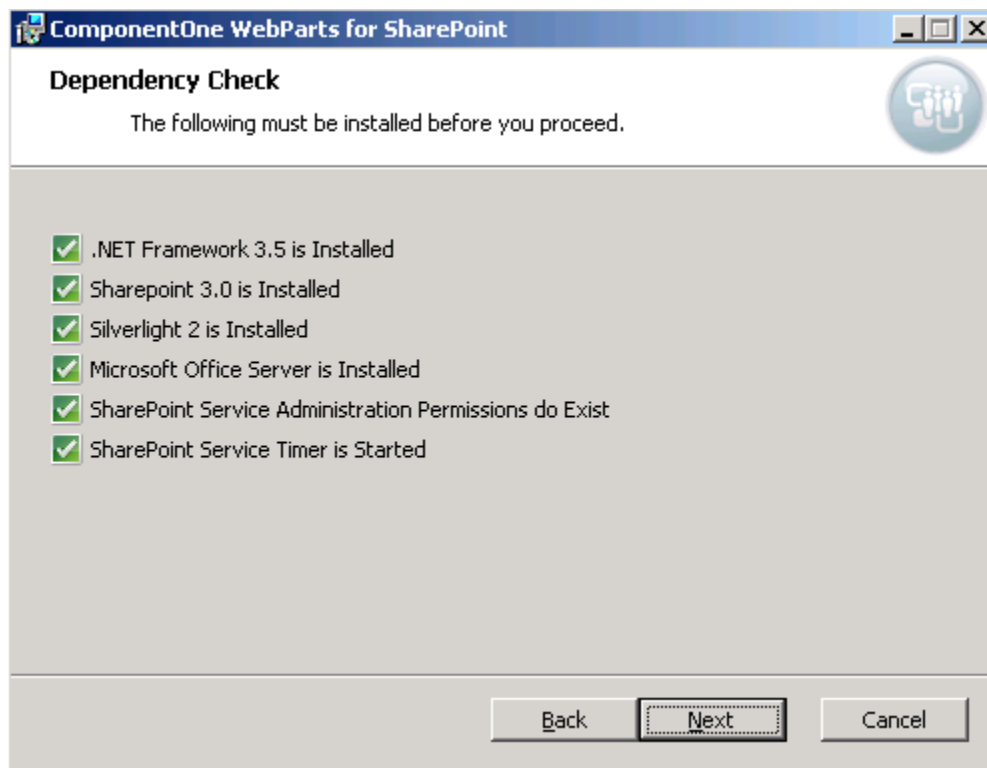 ComponentOne WebParts for SharePoint
Dependency Check
The following must be installed before you proceed.
.NET Framework 3.5 is Installed
Sharepoint 3.0 is Installed
Silverlight 2 is Installed
Microsoft Office Server is Installed
SharePoint Service Administration Permissions do Exist
SharePoint Service Timer is Started
Back Next Cancel